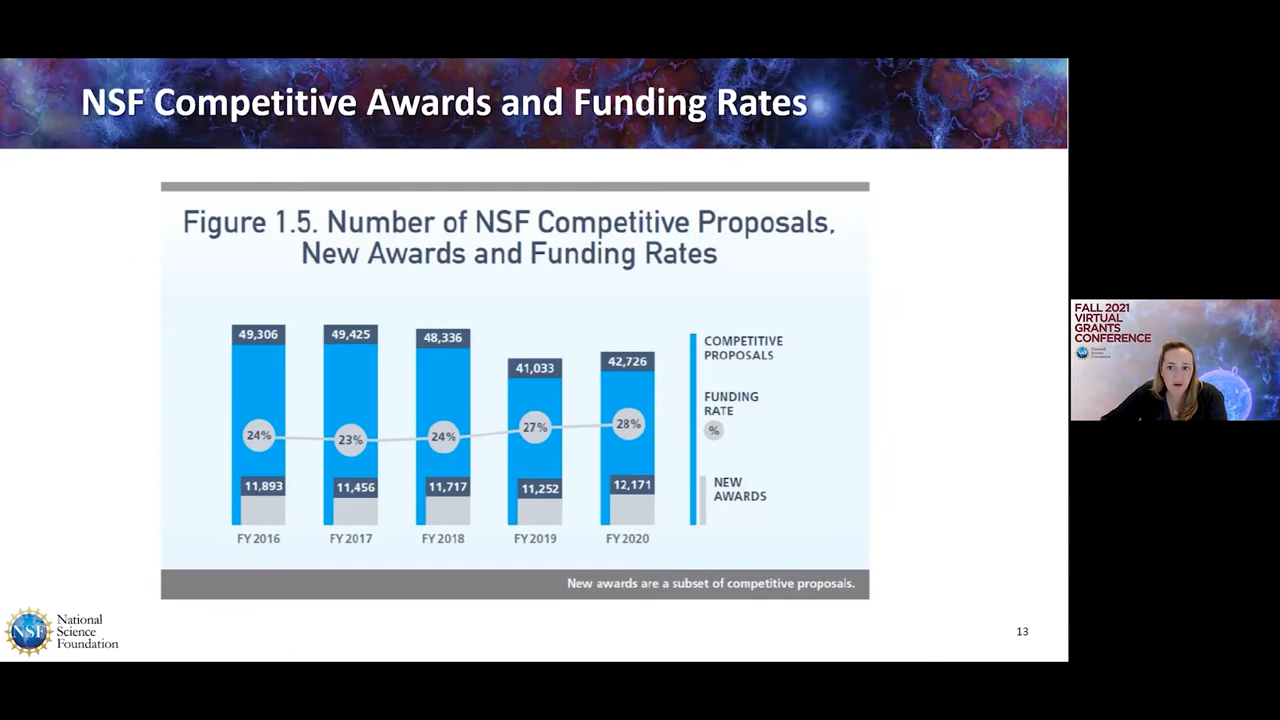 NSF Competitive Awards and Funding Rates
Figure 1.5. Number of NSF Competitive Proposals,
New Awards and Funding Rates
49,306
49,425
48,336
41,033
42,726
24%
23%
24%
27%
28%
11,893
11,456
11,717
11,252
12,171
FY 2016
FY 2017
FY 2018
FY 2019
FY 2020
COMPETITIVE
PROPOSALS
FUNDING
RATE
%
NEW
AWARDS
New awards are a subset of competitive proposals.
NSF
National
Science
Foundation
13
FALL 2021
VIRTUAL
GRANTS
CONFERENCE
National
Science
Foundation